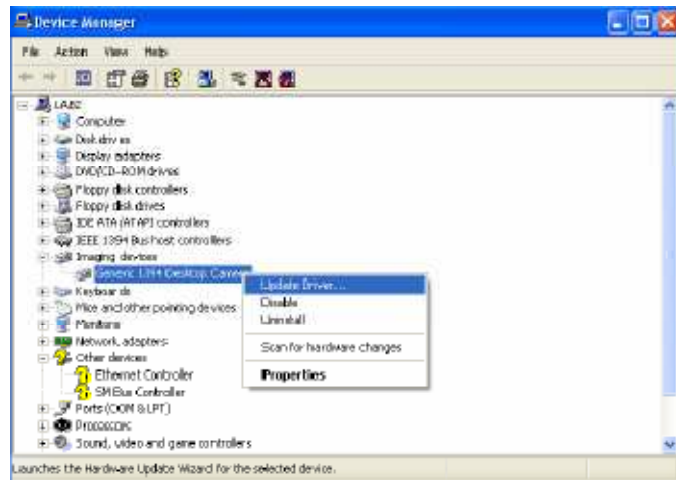 Device Manager
File Action View Help
LAB2
Computer
Disk drives
Display adapters
DVD/CD-ROM drives
Floppy disk controllers
Floppy disk drives
IDE ATA/ATAPI controllers
IEEE 1394 Bus host controllers
Imaging devices
Generic 1394 Desktop Camera
Update Driver...
Keyboards
Disable
Mice and other pointing devices
Uninstall
Monitors
Network adapters
Scan for hardware changes
Other devices
Ethernet Controller
Properties
SM Bus Controller
Ports (COM & LPT)
Processors
Sound, video and game controllers
Launches the Hardware Update Wizard for the selected device.